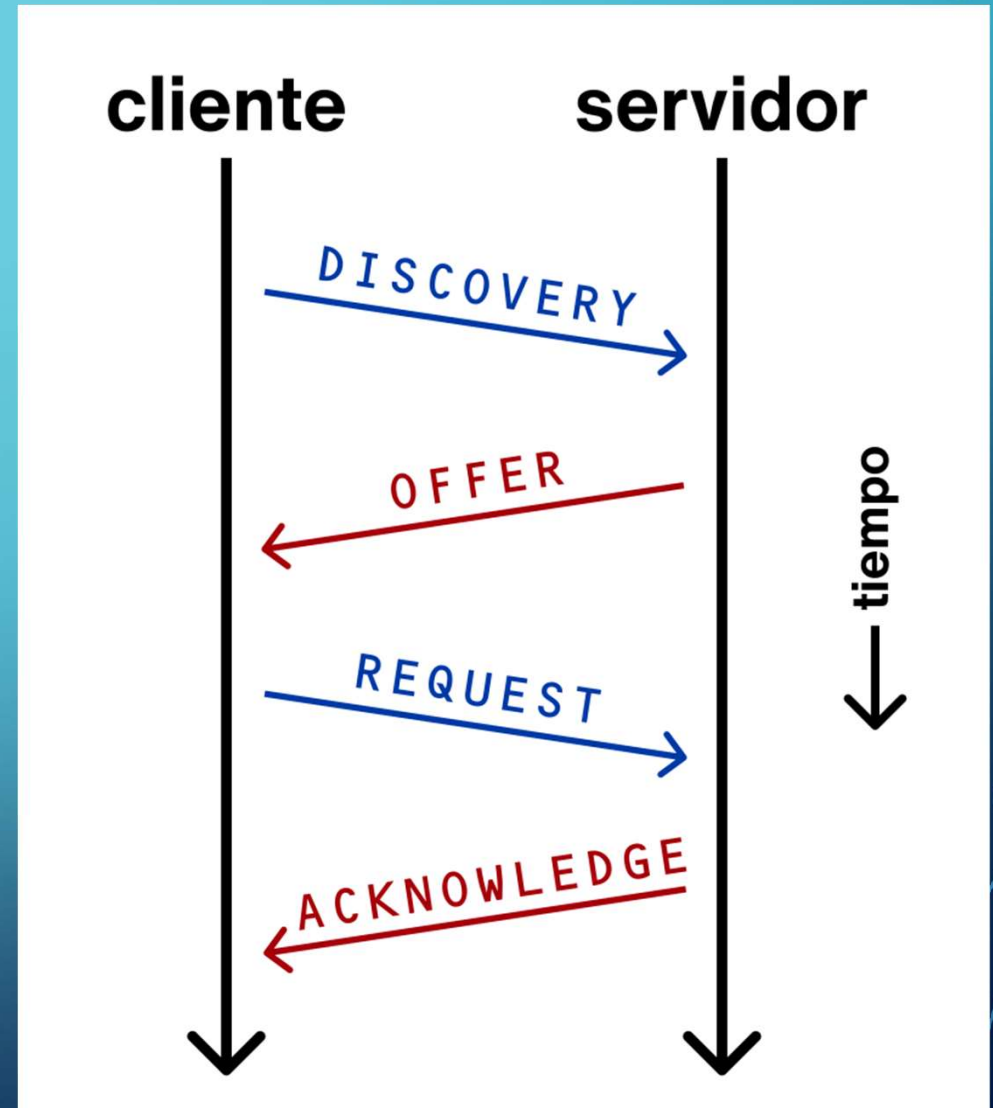 cliente
servidor
DISCOVERY
OFFER
tiempo
REQUEST
ACKNOWLEDGE